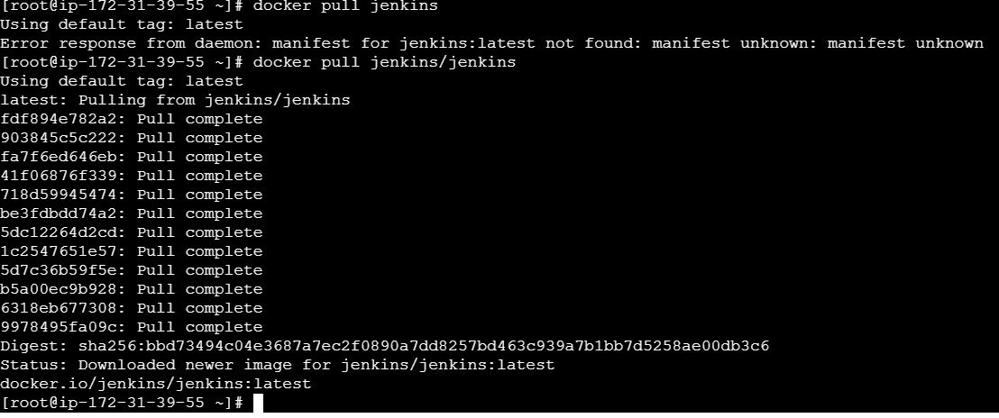 [root@ip-172-31-39-55 ~]# docker pull jenkins
Using default tag: latest
Error response from daemon: manifest for jenkins:latest not found: manifest unknown: manifest unknown
[root@ip-172-31-39-55 ~]# docker pull jenkins/jenkins
Using default tag: latest
latest: Pulling from jenkins/jenkins
fdf894e782a2: Pull complete
903845c5c222: Pull complete
fa7f6ed646eb: Pull complete
41f06876f339: Pull complete
718d59945474: Pull complete
be3fdbdd74a2: Pull complete
5dc12264d2cd: Pull complete
1c2547651e57: Pull complete
5d7c36b59f5e: Pull complete
b5a00ec9b928: Pull complete
6318eb677308: Pull complete
9978495fa09c: Pull complete
Digest: sha256:bbd73494c04e3687a7ec2f0890a7dd8257bd463c939a7b1bb7d5258ae00db3c6
Status: Downloaded newer image for jenkins/jenkins:latest
docker.io/jenkins/jenkins:latest
[root@ip-172-31-39-55 ~]#